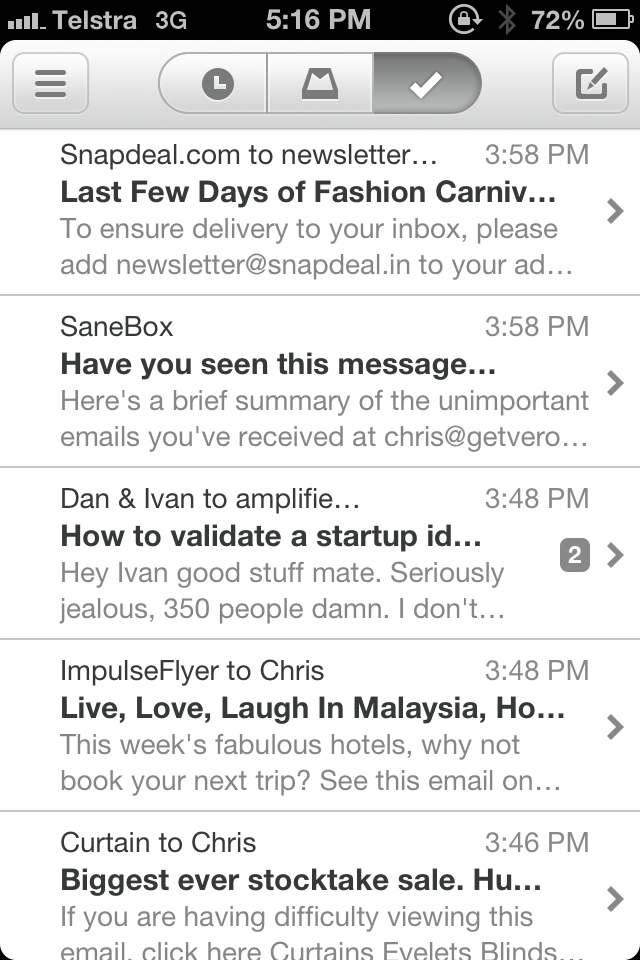 Telstra 3G 5:16 PM 72%
Snapdeal.com to newsletter… 3:58 PM
Last Few Days of Fashion Carniv…
To ensure delivery to your inbox, please
add newsletter@snapdeal.in to your ad…
SaneBox 3:58 PM
Have you seen this message…
Here's a brief summary of the unimportant
emails you've received at chris@getvero…
Dan & Ivan to amplifie… 3:48 PM
How to validate a startup id…
2
Hey Ivan good stuff mate. Seriously
jealous, 350 people damn. I don't…
ImpulseFlyer to Chris 3:48 PM
Live, Love, Laugh In Malaysia, Ho…
This week's fabulous hotels, why not
book your next trip? See this email on…
Curtain to Chris 3:46 PM
Biggest ever stocktake sale. Hu…
If you are having difficulty viewing this
email, click here Curtains Eyelets Blinds…